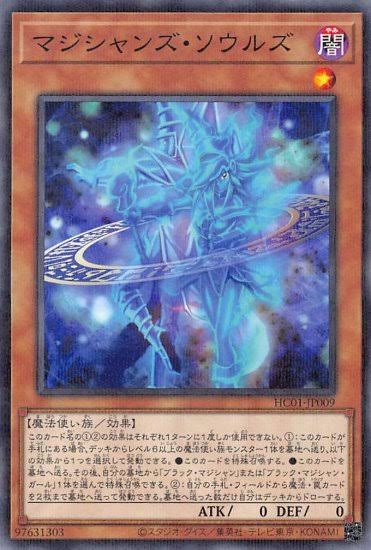 マジシャンズ・ソウルズ
闇
HC01-JP009
【魔法使い族／効果】
このカード名の①②の効果はそれぞれ１ターンに１度しか使用できない。①：このカードが
手札にある場合、デッキからレベル６以上の魔法使い族モンスター１体を墓地へ送り、以下
の効果から１つを選択して発動できる。●このカードを特殊召喚する。●このカード
を墓地へ送る。その後、自分の墓地から「ブラック・マジシャン」または「ブラック・マジシャン・
ガール」１体を選んで特殊召喚する。②：自分の手札・フィールドから魔法・罠カー
ドを２枚まで墓地へ送って発動できる。墓地へ送った数だけ自分はデッキからドローする。
ATK/ 0 DEF/ 0
97631303 ©スタジオ・ダイス/集英社・テレビ東京・KONAMI